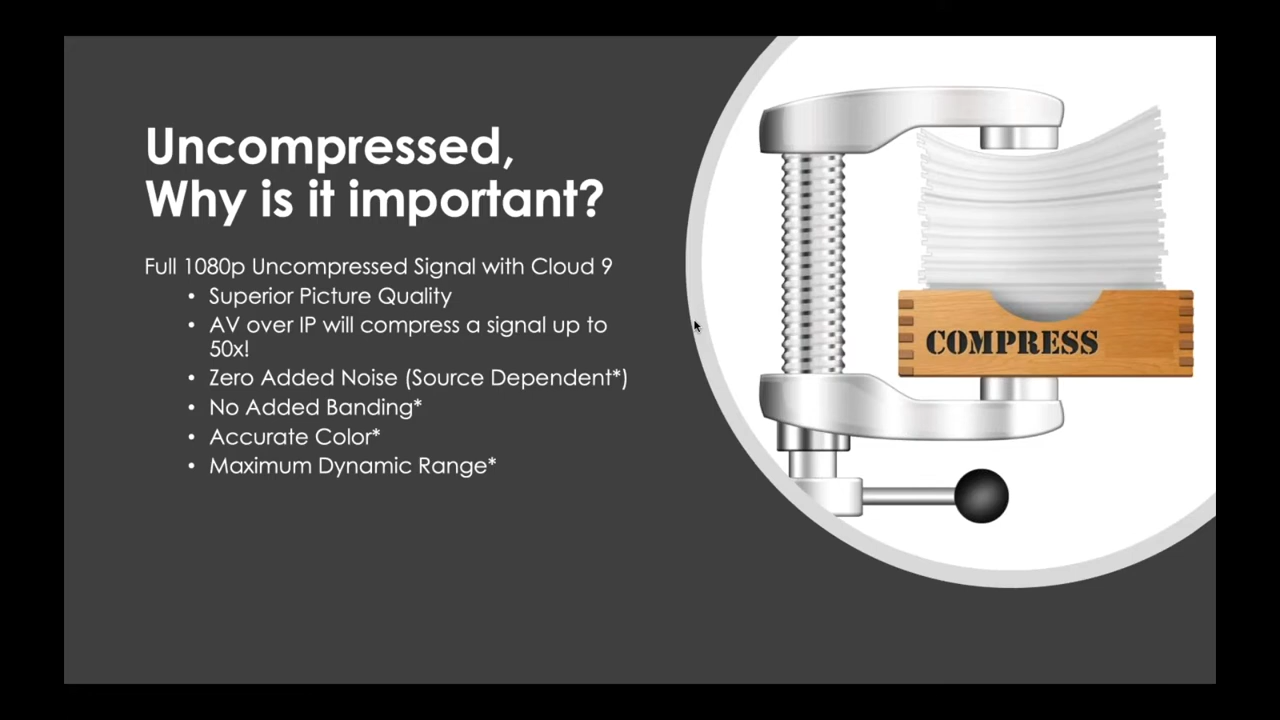 Uncompressed,
Why is it important?
Full 1080p Uncompressed Signal with Cloud 9
• Superior Picture Quality
• AV over IP will compress a signal up to
50x!
• Zero Added Noise (Source Dependent*)
• No Added Banding*
• Accurate Color*
• Maximum Dynamic Range*
COMPRESS